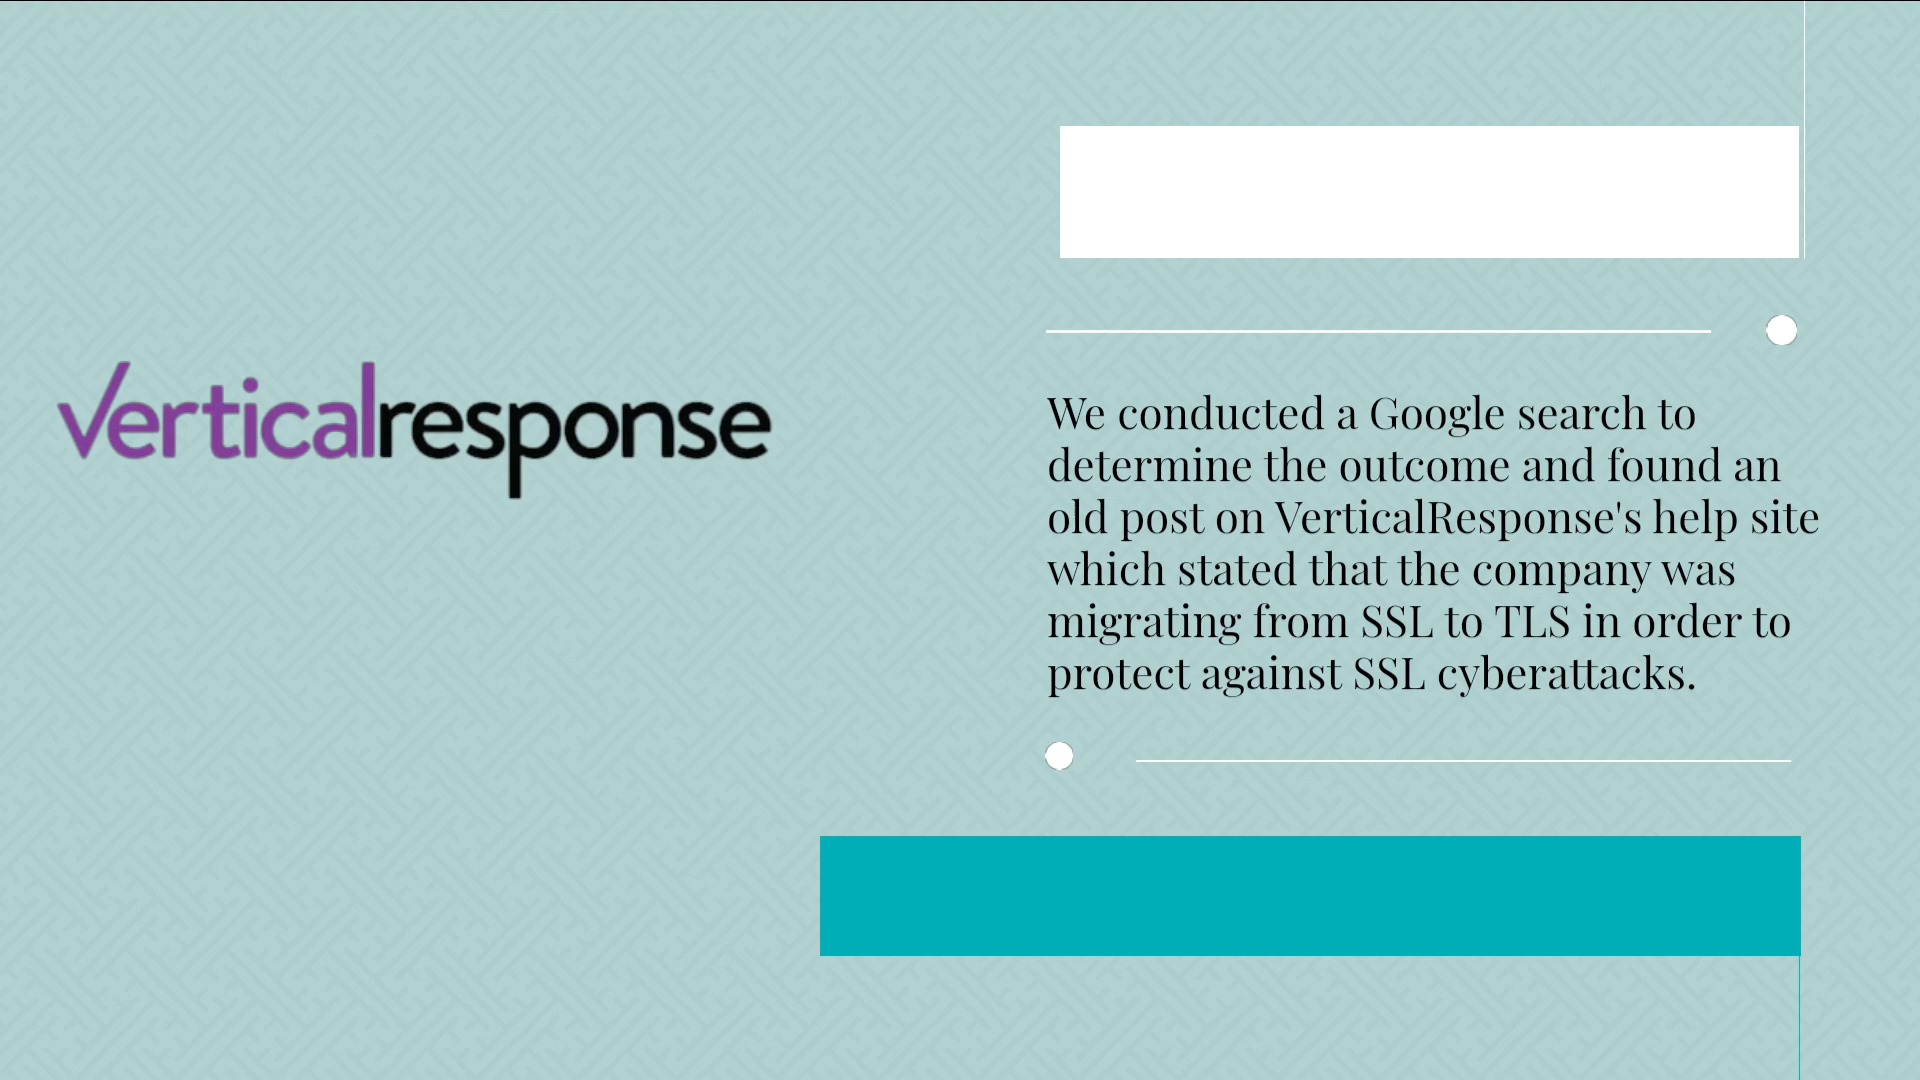 verticalresponse
We conducted a Google search to
determine the outcome and found an
old post on VerticalResponse's help site
which stated that the company was
migrating from SSL to TLS in order to
protect against SSL cyberattacks.